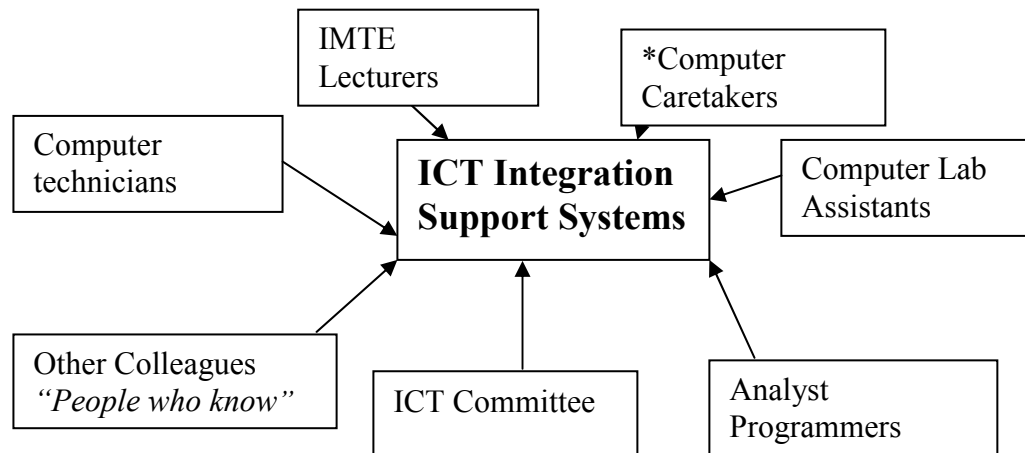 IMTE
Lecturers
*Computer
Caretakers
Computer
technicians
ICT Integration
Support Systems
Computer Lab
Assistants
Other Colleagues
“People who know”
ICT Committee
Analyst
Programmers